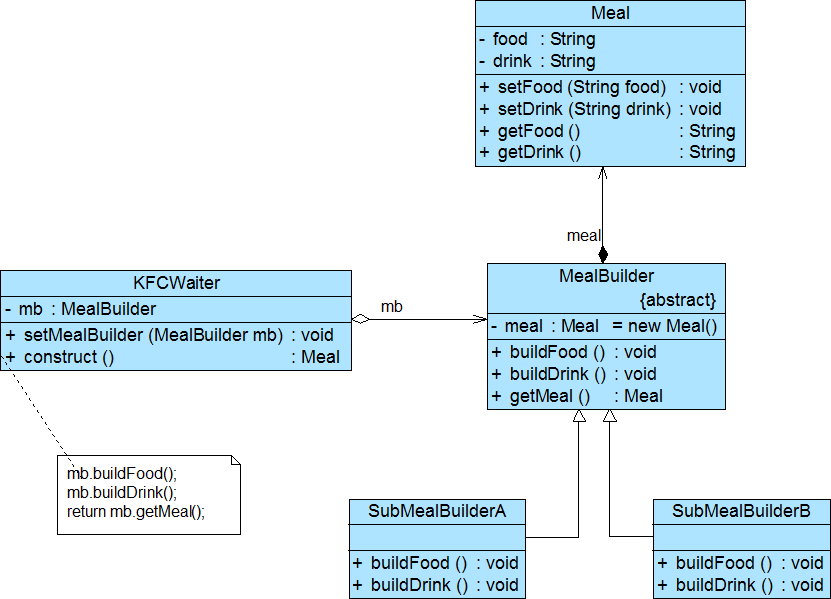 Meal
- food : String
- drink : String
+ setFood (String food) : void
+ setDrink (String drink) : void
+ getFood () : String
+ getDrink () : String
meal
KFCWaiter
- mb : MealBuilder
+ setMealBuilder (MealBuilder mb) : void
+ construct () : Meal
mb
MealBuilder
{abstract}
- meal : Meal = new Meal()
+ buildFood () : void
+ buildDrink () : void
+ getMeal () : Meal
mb.buildFood();
mb.buildDrink();
return mb.getMeal();
SubMealBuilderA
+ buildFood () : void
+ buildDrink () : void
SubMealBuilderB
+ buildFood () : void
+ buildDrink () : void